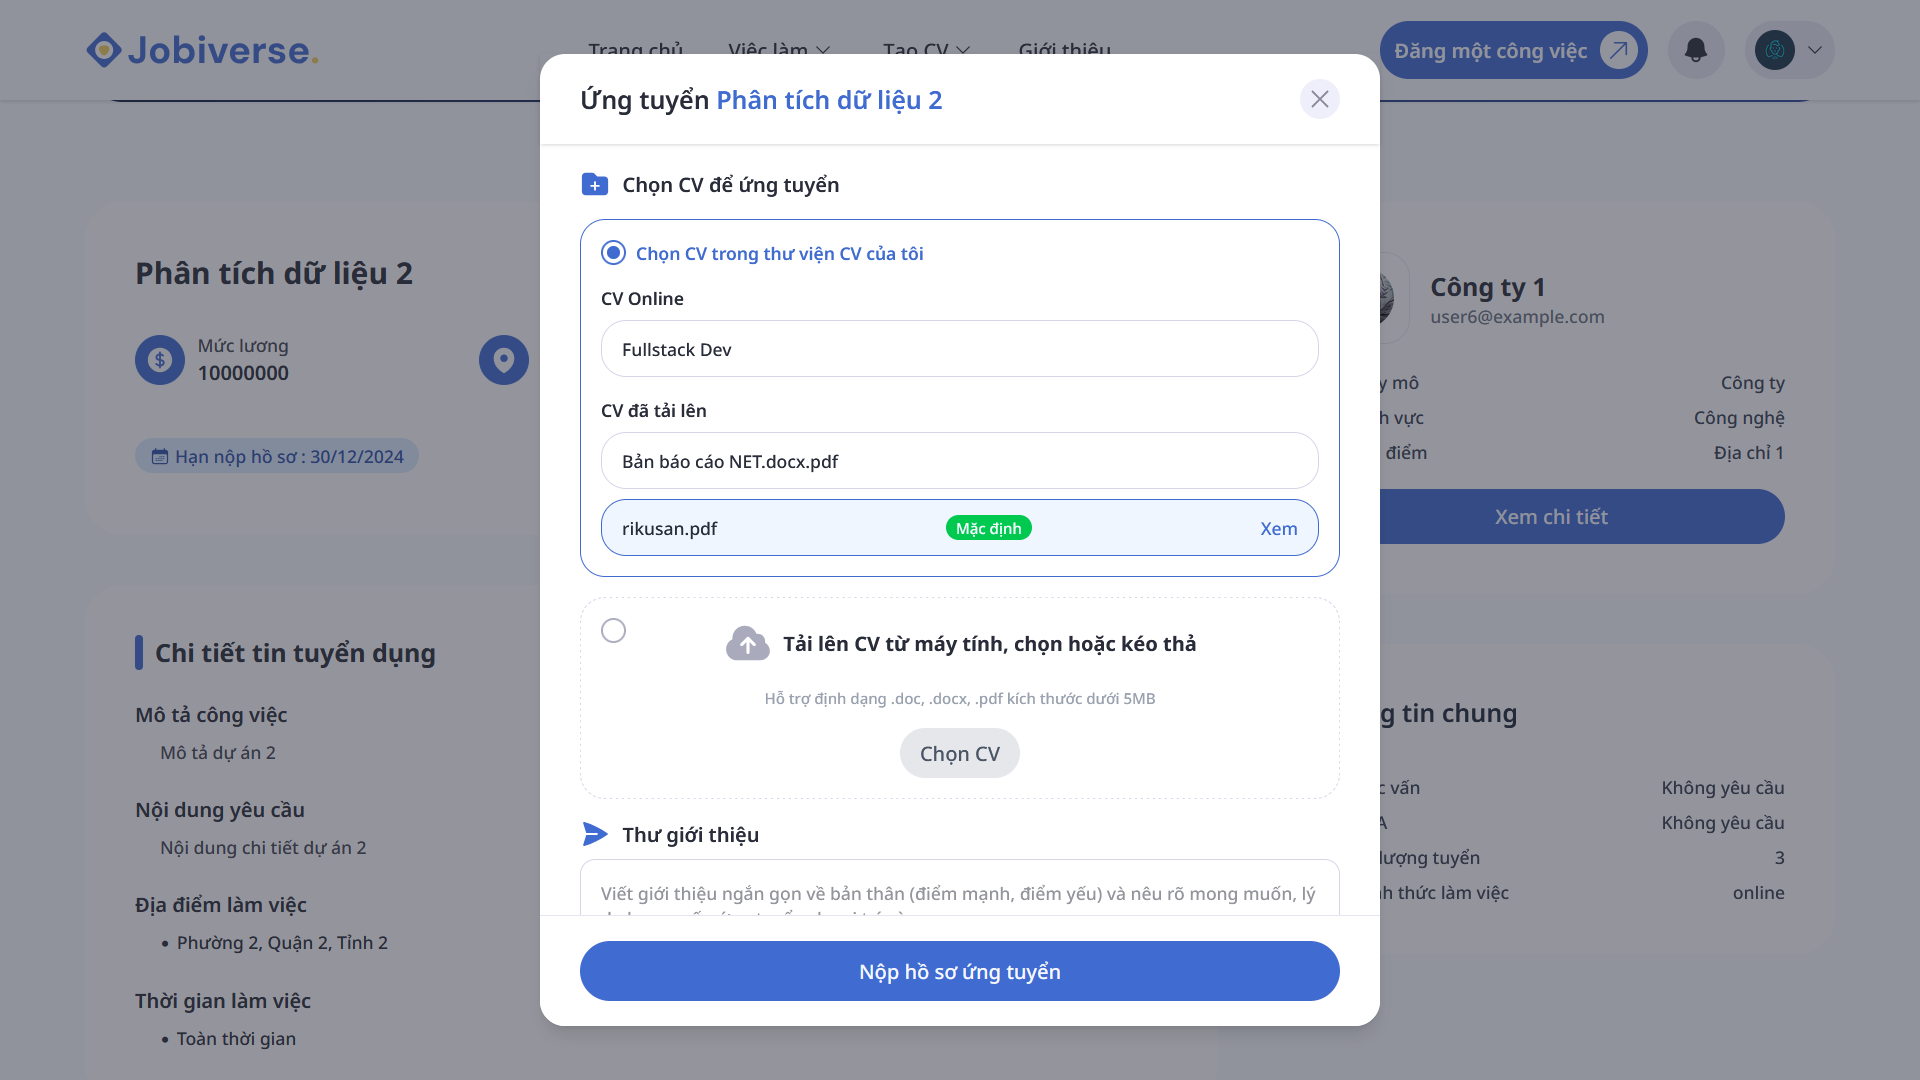 Jobiverse.
Trang chủ
Việc làm
Tạo CV
Giới thiệu
Đăng một công việc
Ứng tuyển Phân tích dữ liệu 2
Chọn CV để ứng tuyển
Chọn CV trong thư viện CV của tôi
CV Online
Fullstack Dev
CV đã tải lên
Bản báo cáo NET.docx.pdf
rikusan.pdf
Mặc định
Xem
Tải lên CV từ máy tính, chọn hoặc kéo thả
Hỗ trợ định dạng .doc, .docx, .pdf kích thước dưới 5MB
Chọn CV
Thư giới thiệu
Viết giới thiệu ngắn gọn về bản thân (điểm mạnh, điểm yếu) và nêu rõ mong muốn, lý
Nộp hồ sơ ứng tuyển
Phân tích dữ liệu 2
Mức lương
10000000
Hạn nộp hồ sơ : 30/12/2024
Chi tiết tin tuyển dụng
Mô tả công việc
Mô tả dự án 2
Nội dung yêu cầu
Nội dung chi tiết dự án 2
Địa điểm làm việc
• Phường 2, Quận 2, Tỉnh 2
Thời gian làm việc
• Toàn thời gian
Công ty 1
user6@example.com
mô
Công ty
vực
Công nghệ
điểm
Địa chỉ 1
Xem chi tiết
tin chung
vấn
Không yêu cầu
Không yêu cầu
lượng tuyển
3
thức làm việc
online